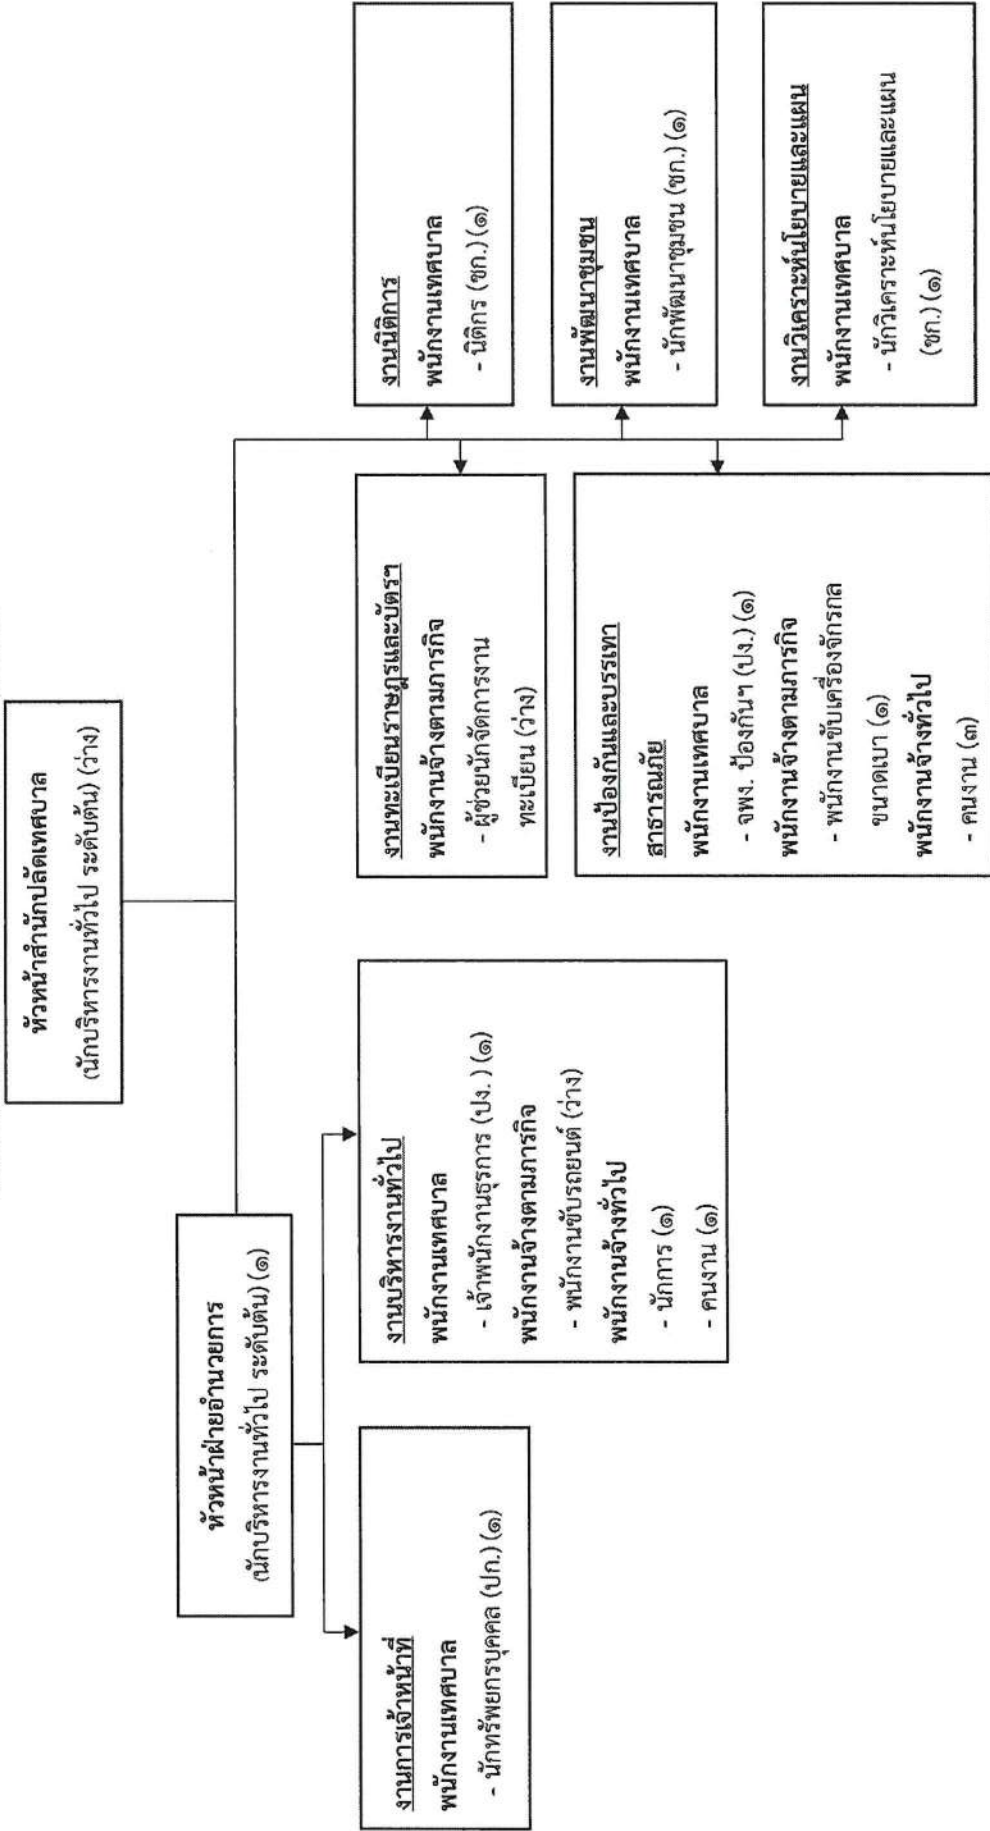 หัวหน้าสำนักปลัดเทศบาล
(นักบริหารงานทั่วไป ระดับต้น) (ว่าง)
หัวหน้าฝ่ายอำนวยการ
(นักบริหารงานทั่วไป ระดับต้น) (๑)
งานการเจ้าหน้าที่
พนักงานเทศบาล
- นักทรัพยกรบุคคล (ปก.) (๑)
งานบริหารงานทั่วไป
พนักงานเทศบาล
- เจ้าพนักงานธุรการ (ปง. ) (๑)
พนักงานจ้างตามภารกิจ
- พนักงานขับรถยนต์ (ว่าง)
พนักงานจ้างทั่วไป
- นักการ (๑)
- คนงาน (๑)
งานทะเบียนราษฎรและบัตรฯ
พนักงานจ้างตามภารกิจ
- ผู้ช่วยนักจัดการงาน
ทะเบียน (ว่าง)
งานป้องกันและบรรเทา
สาธารณภัย
พนักงานเทศบาล
- จพง. ป้องกันฯ (ปง.) (๑)
พนักงานจ้างตามภารกิจ
- พนักงานขับเครื่องจักรกล
ขนาดเบา (๑)
พนักงานจ้างทั่วไป
- คนงาน (๓)
งานนิติการ
พนักงานเทศบาล
- นิติกร (ชก.) (๑)
งานพัฒนาชุมชน
พนักงานเทศบาล
- นักพัฒนาชุมชน (ชก.) (๑)
งานวิเคราะห์นโยบายและแผน
พนักงานเทศบาล
- นักวิเคราะห์นโยบายและแผน
(ชก.) (๑)